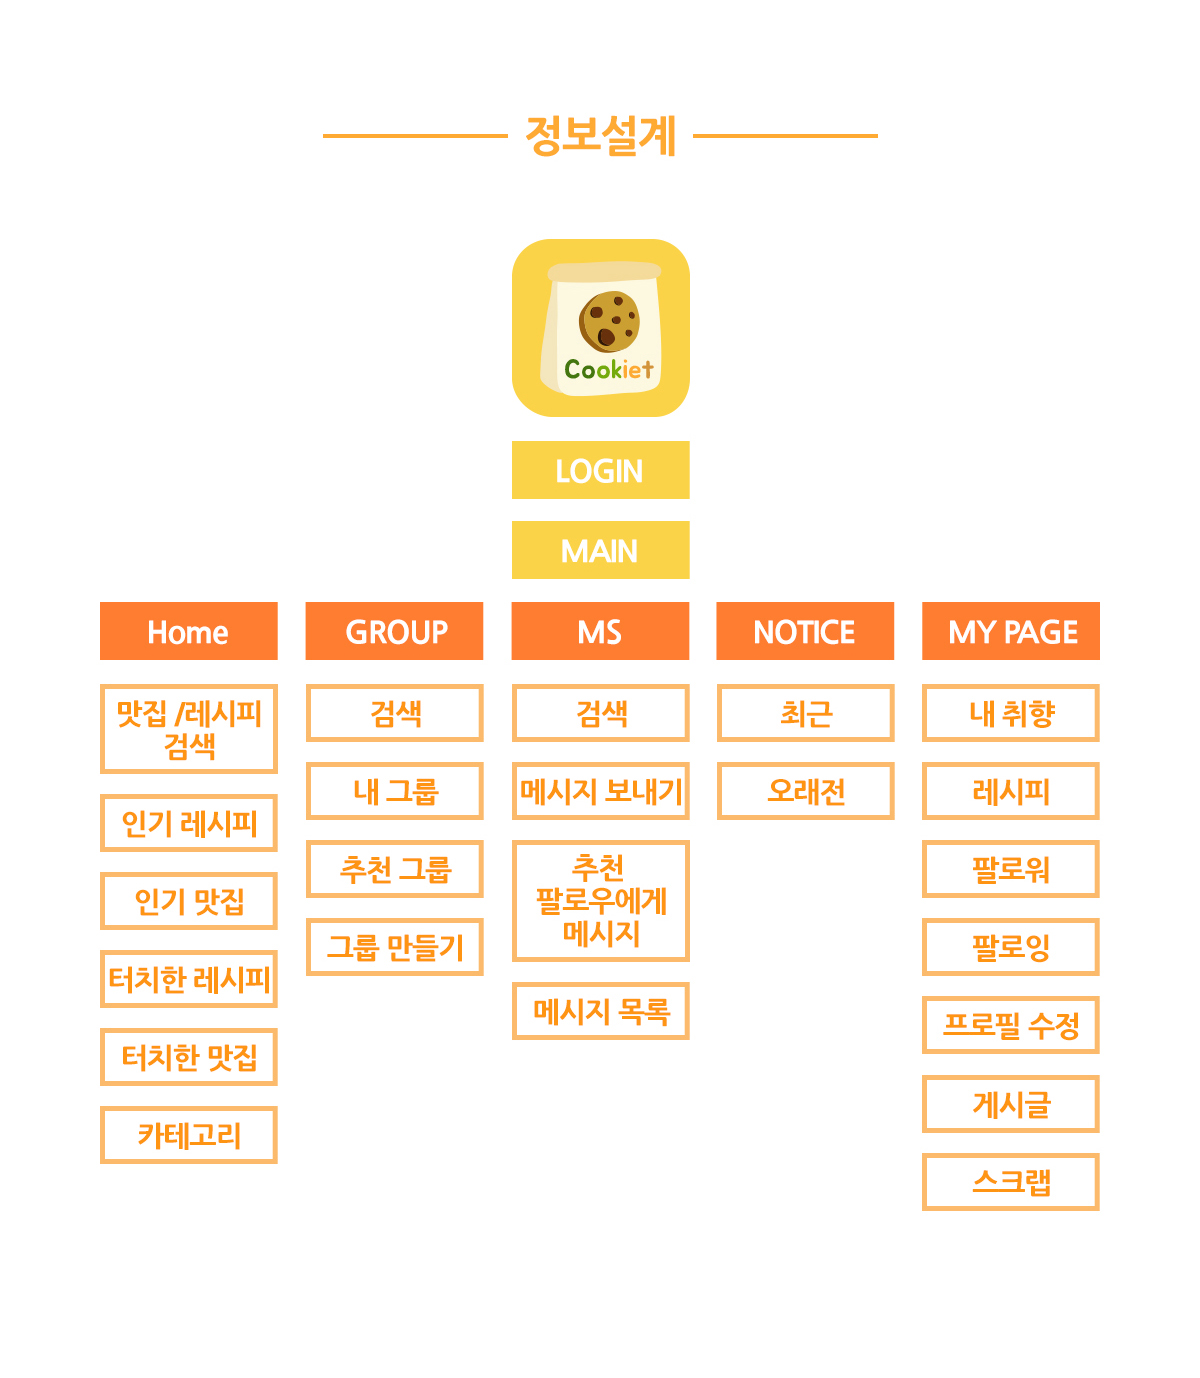 정보설계
Cookiet
LOGIN
MAIN
Home
맛집 /레시피
검색
인기 레시피
인기 맛집
터치한 레시피
터치한 맛집
카테고리
GROUP
검색
내 그룹
추천 그룹
그룹 만들기
MS
검색
메시지 보내기
추천
팔로우에게
메시지
메시지 목록
NOTICE
최근
오래전
MY PAGE
내 취향
레시피
팔로워
팔로잉
프로필 수정
게시글
스크랩